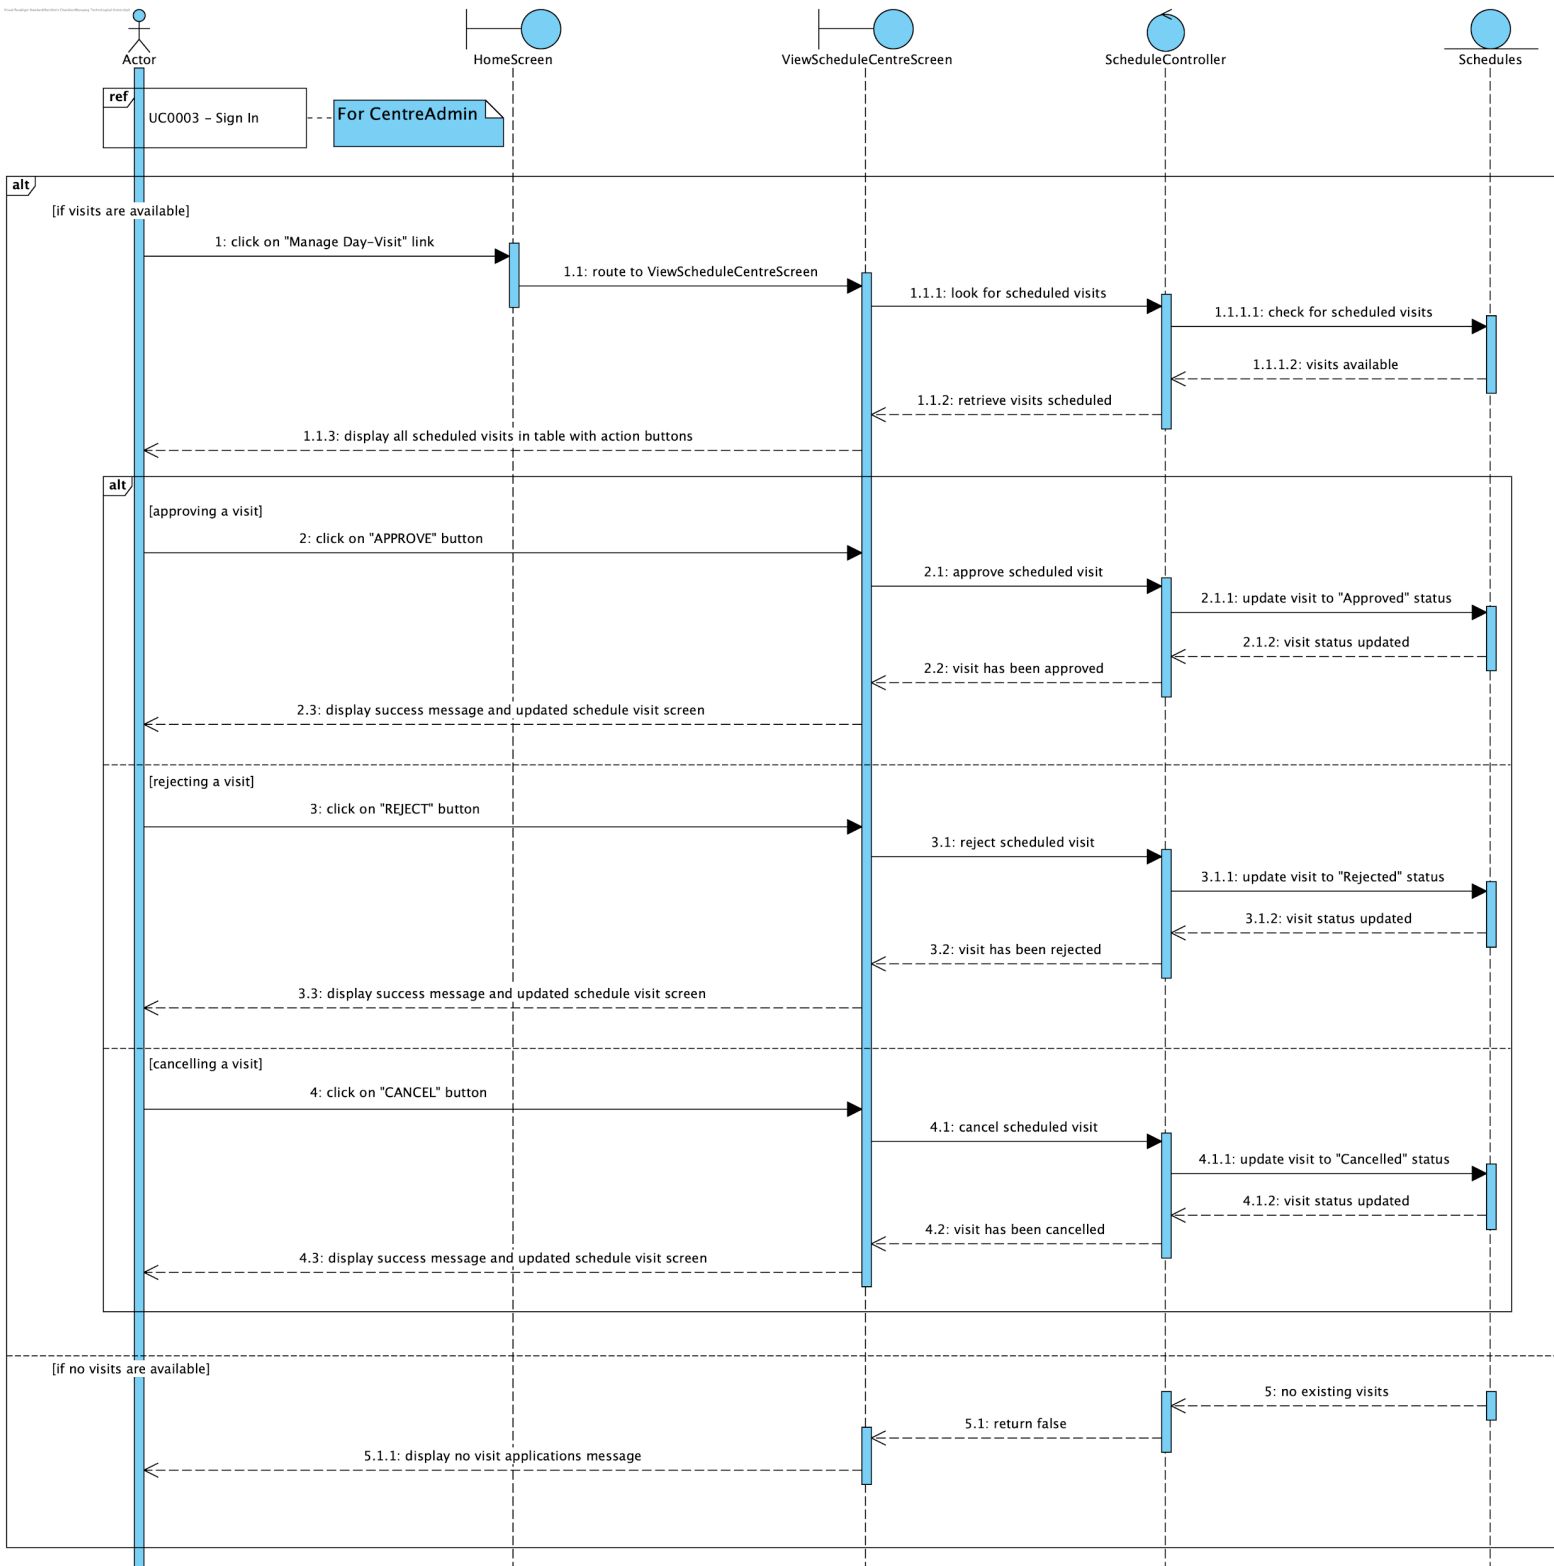 Actor
HomeScreen
ViewScheduleCentreScreen
ScheduleController
Schedules
ref
UC0003 - Sign In
For CentreAdmin
alt
[if visits are available]
1: click on "Manage Day-Visit" link
1.1: route to ViewScheduleCentreScreen
1.1.1: look for scheduled visits
1.1.1.1: check for scheduled visits
1.1.1.2: visits available
1.1.2: retrieve visits scheduled
1.1.3: display all scheduled visits in table with action buttons
alt
[approving a visit]
2: click on "APPROVE" button
2.1: approve scheduled visit
2.1.1: update visit to "Approved" status
2.1.2: visit status updated
2.2: visit has been approved
2.3: display success message and updated schedule visit screen
[rejecting a visit]
3: click on "REJECT" button
3.1: reject scheduled visit
3.1.1: update visit to "Rejected" status
3.1.2: visit status updated
3.2: visit has been rejected
3.3: display success message and updated schedule visit screen
[cancelling a visit]
4: click on "CANCEL" button
4.1: cancel scheduled visit
4.1.1: update visit to "Cancelled" status
4.1.2: visit status updated
4.2: visit has been cancelled
4.3: display success message and updated schedule visit screen
[if no visits are available]
5: no existing visits
5.1: return false
5.1.1: display no visit applications message